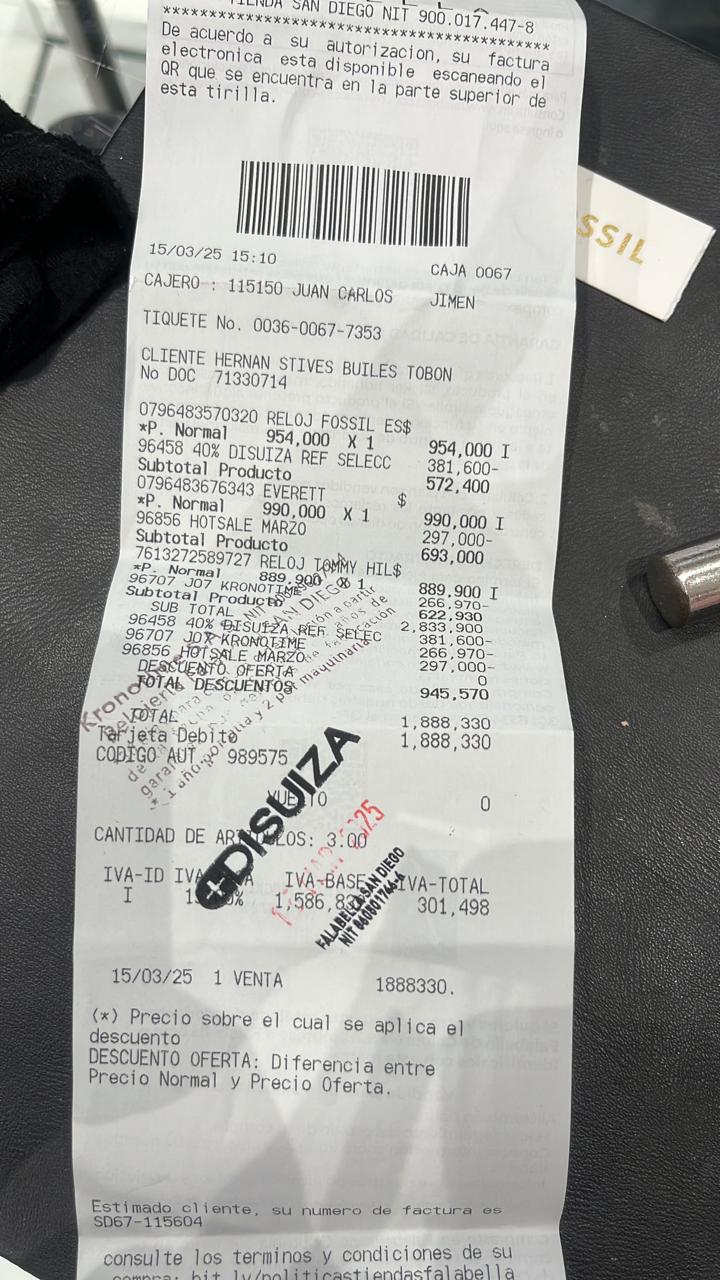 TIENDA SAN DIEGO NIT 900.017.447-8
******************************************
De acuerdo a su autorizacion, su factura
electronica esta disponible escaneando el
QR que se encuentra en la parte superior de
esta tirilla.
15/03/25 15:10 CAJA 0067
CAJERO : 115150 JUAN CARLOS JIMEN
TIQUETE No. 0036-0067-7353
CLIENTE HERNAN STIVES BUILES TOBON
No DOC 71330714
0796483570320 RELOJ FOSSIL ES$
*P. Normal 954,000 X 1 954,000 I
96458 40% DISUIZA REF SELECC 381,600-
Subtotal Producto 572,400
0796483676343 EVERETT $
*P. Normal 990,000 X 1 990,000 I
96856 HOTSALE MARZO 297,000-
Subtotal Producto 693,000
7613272589727 RELOJ TOMMY HIL$
*P. Normal 889,900 X 1 889,900 I
96707 J07 KRONOTIME 266,970-
Subtotal Producto 622,930
SUB TOTAL 2,833,900
96458 40% DISUIZA REF SELEC 381,600-
96707 J07 KRONOTIME 266,970-
96856 HOTSALE MARZO 297,000-
DESCUENTO OFERTA 0
TOTAL DESCUENTOS 945,570
TOTAL 1,888,330
Tarjeta Debito 1,888,330
CODIGO AUT. 989575
VUELTO 0
CANTIDAD DE ARTICULOS: 3.00
IVA-ID IVA IVA-BASE IVA-TOTAL
I 301,498
15/03/25 1 VENTA 1888330.
(*) Precio sobre el cual se aplica el
descuento
DESCUENTO OFERTA: Diferencia entre
Precio Normal y Precio Oferta.
Estimado cliente, su numero de factura es
SD67-115604
consulte los terminos y condiciones de su
compra: bit.ly/politicastiendasfalabella
DISUIZA
FALABELLA SAN DIEGO
SSIL